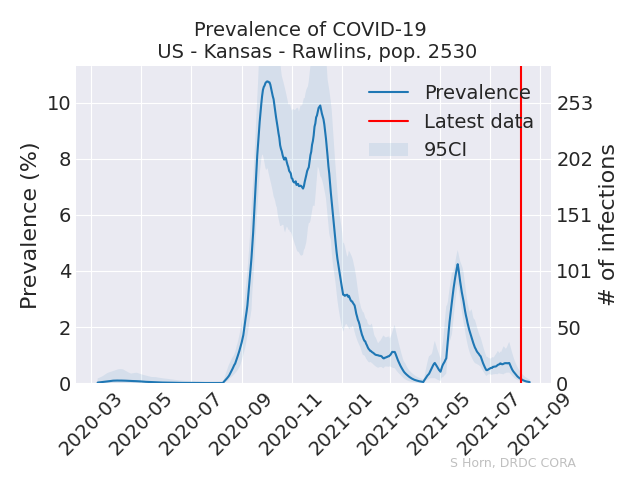 Prevalence of COVID-19
US - Kansas - Rawlins, pop. 2530
Prevalence
Latest data
95CI
Prevalence (%)
10
8
6
4
2
0
# of infections
253
202
151
101
50
0
2020-03
2020-05
2020-07
2020-09
2020-11
2021-01
2021-03
2021-05
2021-07
2021-09
S Horn, DRDC CORA